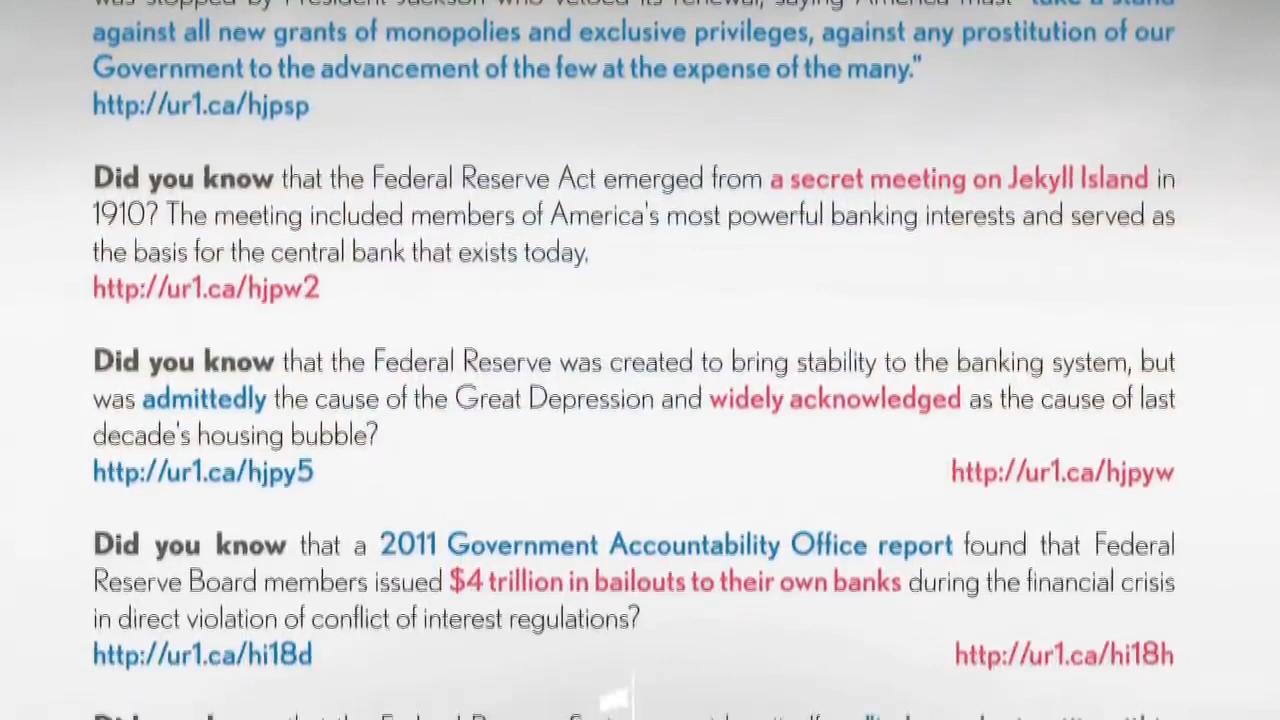 against all new grants of monopolies and exclusive privileges, against any prostitution of our
Government to the advancement of the few at the expense of the many."
http://ur1.ca/hjpsp
Did you know that the Federal Reserve Act emerged from a secret meeting on Jekyll Island in
1910? The meeting included members of America's most powerful banking interests and served as
the basis for the central bank that exists today.
http://ur1.ca/hjpw2
Did you know that the Federal Reserve was created to bring stability to the banking system, but
was admittedly the cause of the Great Depression and widely acknowledged as the cause of last
decade's housing bubble?
http://ur1.ca/hjpy5 http://ur1.ca/hjpyw
Did you know that a 2011 Government Accountability Office report found that Federal
Reserve Board members issued $4 trillion in bailouts to their own banks during the financial crisis
in direct violation of conflict of interest regulations?
http://ur1.ca/hi18d http://ur1.ca/hi18h